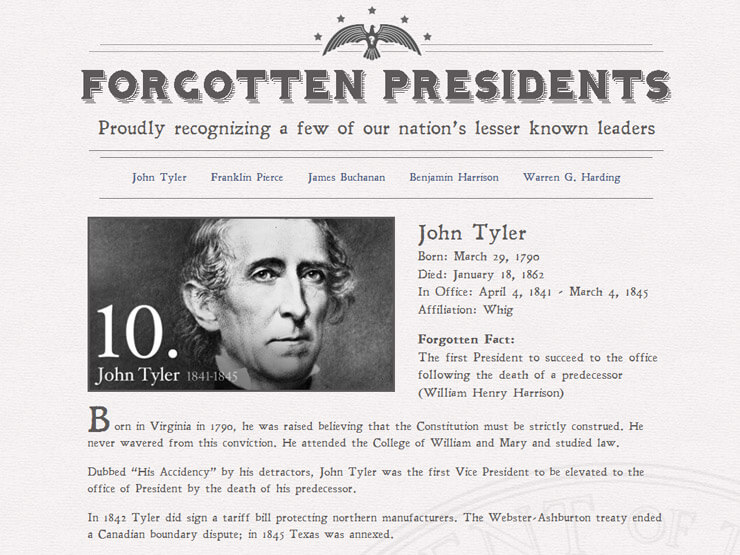 FORGOTTEN PRESIDENTS
Proudly recognizing a few of our nation's lesser known leaders
John Tyler Franklin Pierce James Buchanan Benjamin Harrison Warren G. Harding
10.
John Tyler 1841-1845
John Tyler
Born: March 29, 1790
Died: January 18, 1862
In Office: April 4, 1841 - March 4, 1845
Affiliation: Whig
Forgotten Fact:
The first President to succeed to the office
following the death of a predecessor
(William Henry Harrison)
Born in Virginia in 1790, he was raised believing that the Constitution must be strictly construed. He
never wavered from this conviction. He attended the College of William and Mary and studied law.
Dubbed “His Accidency” by his detractors, John Tyler was the first Vice President to be elevated to the
office of President by the death of his predecessor.
In 1842 Tyler did sign a tariff bill protecting northern manufacturers. The Webster-Ashburton treaty ended
a Canadian boundary dispute; in 1845 Texas was annexed.